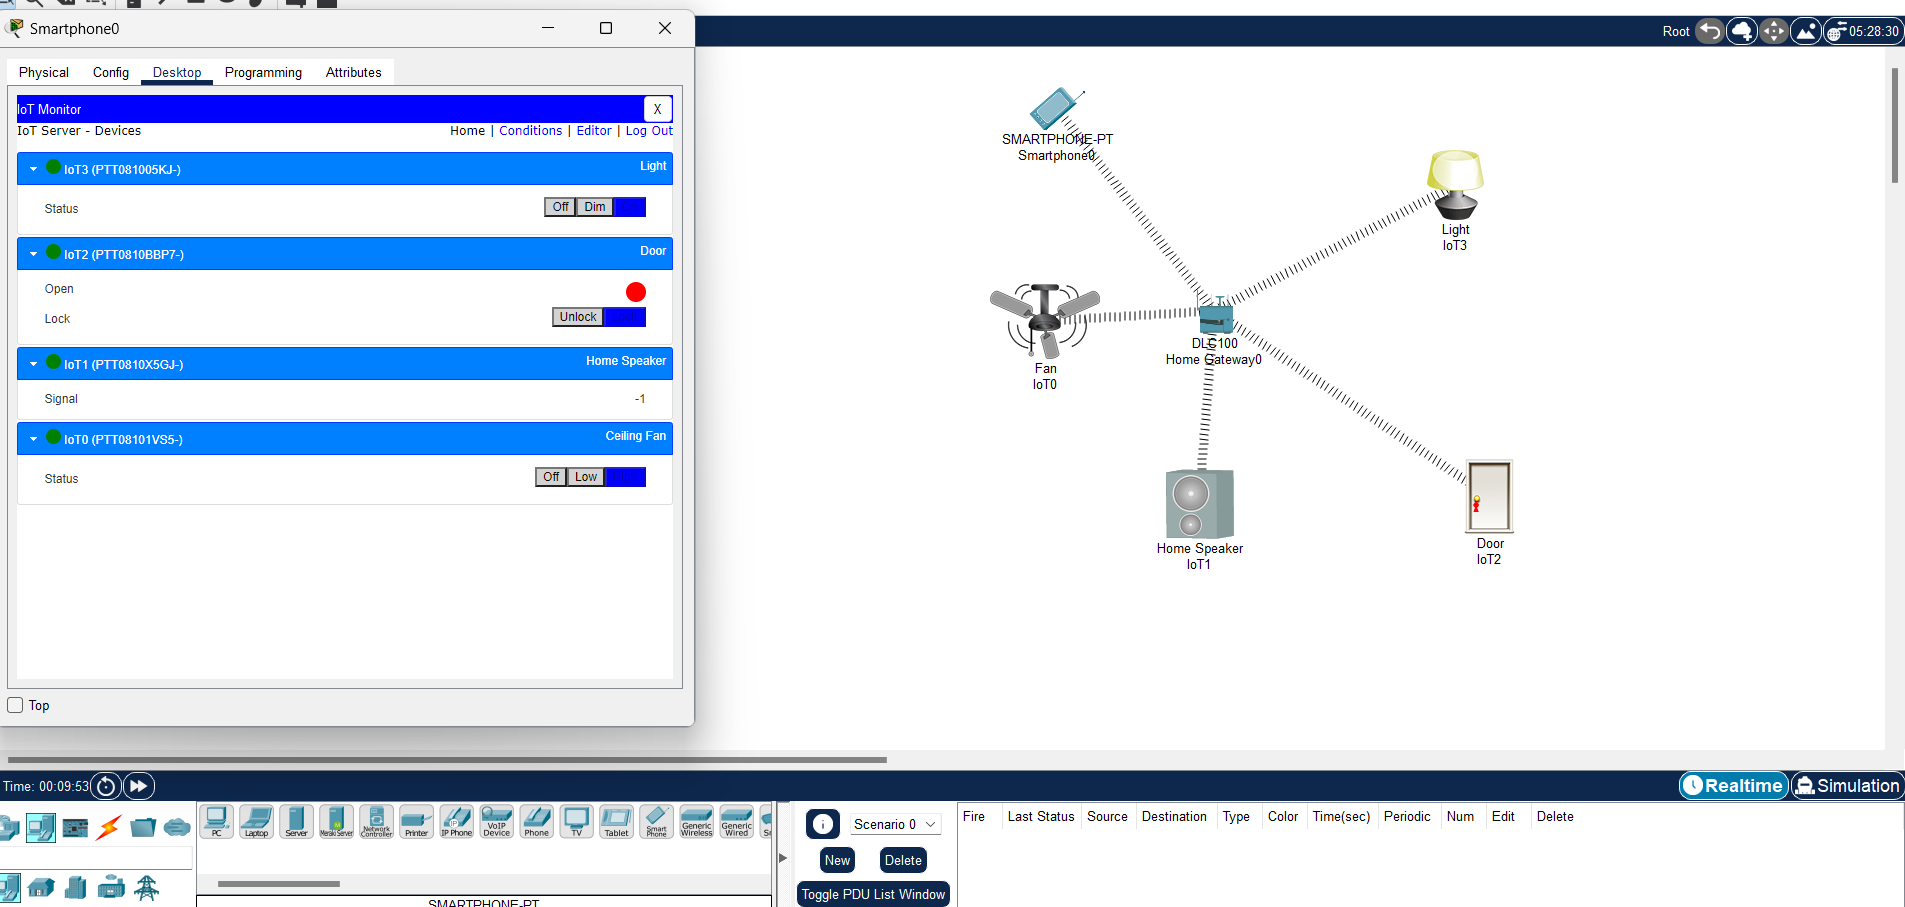 Smartphone0
Physical Config Desktop Programming Attributes
IoT Monitor X
IoT Server - Devices Home | Conditions | Editor | Log Out
IoT3 (PTT081005KJ-) Light
Status Off Dim
IoT2 (PTT0810BBP7-) Door
Open
Lock Unlock
IoT1 (PTT0810X5GJ-) Home Speaker
Signal -1
IoT0 (PTT08101VS5-) Ceiling Fan
Status Off Low
Top
Root 05:28:30
SMARTPHONE-PT
Smartphone0
Light
IoT3
Fan
IoT0
DLC100
Home Gateway0
Home Speaker
IoT1
Door
IoT2
Time: 00:09:53
Realtime Simulation
PC
Laptop
Server
Meraki Server
Network Controller
Printer
IP Phone
VoIP Device
Phone
TV
Tablet
Smart Phone
Generic Wireless
Generic Wired
SMARTPHONE-PT
Scenario 0
New Delete
Toggle PDU List Window
Fire Last Status Source Destination Type Color Time(sec) Periodic Num Edit Delete